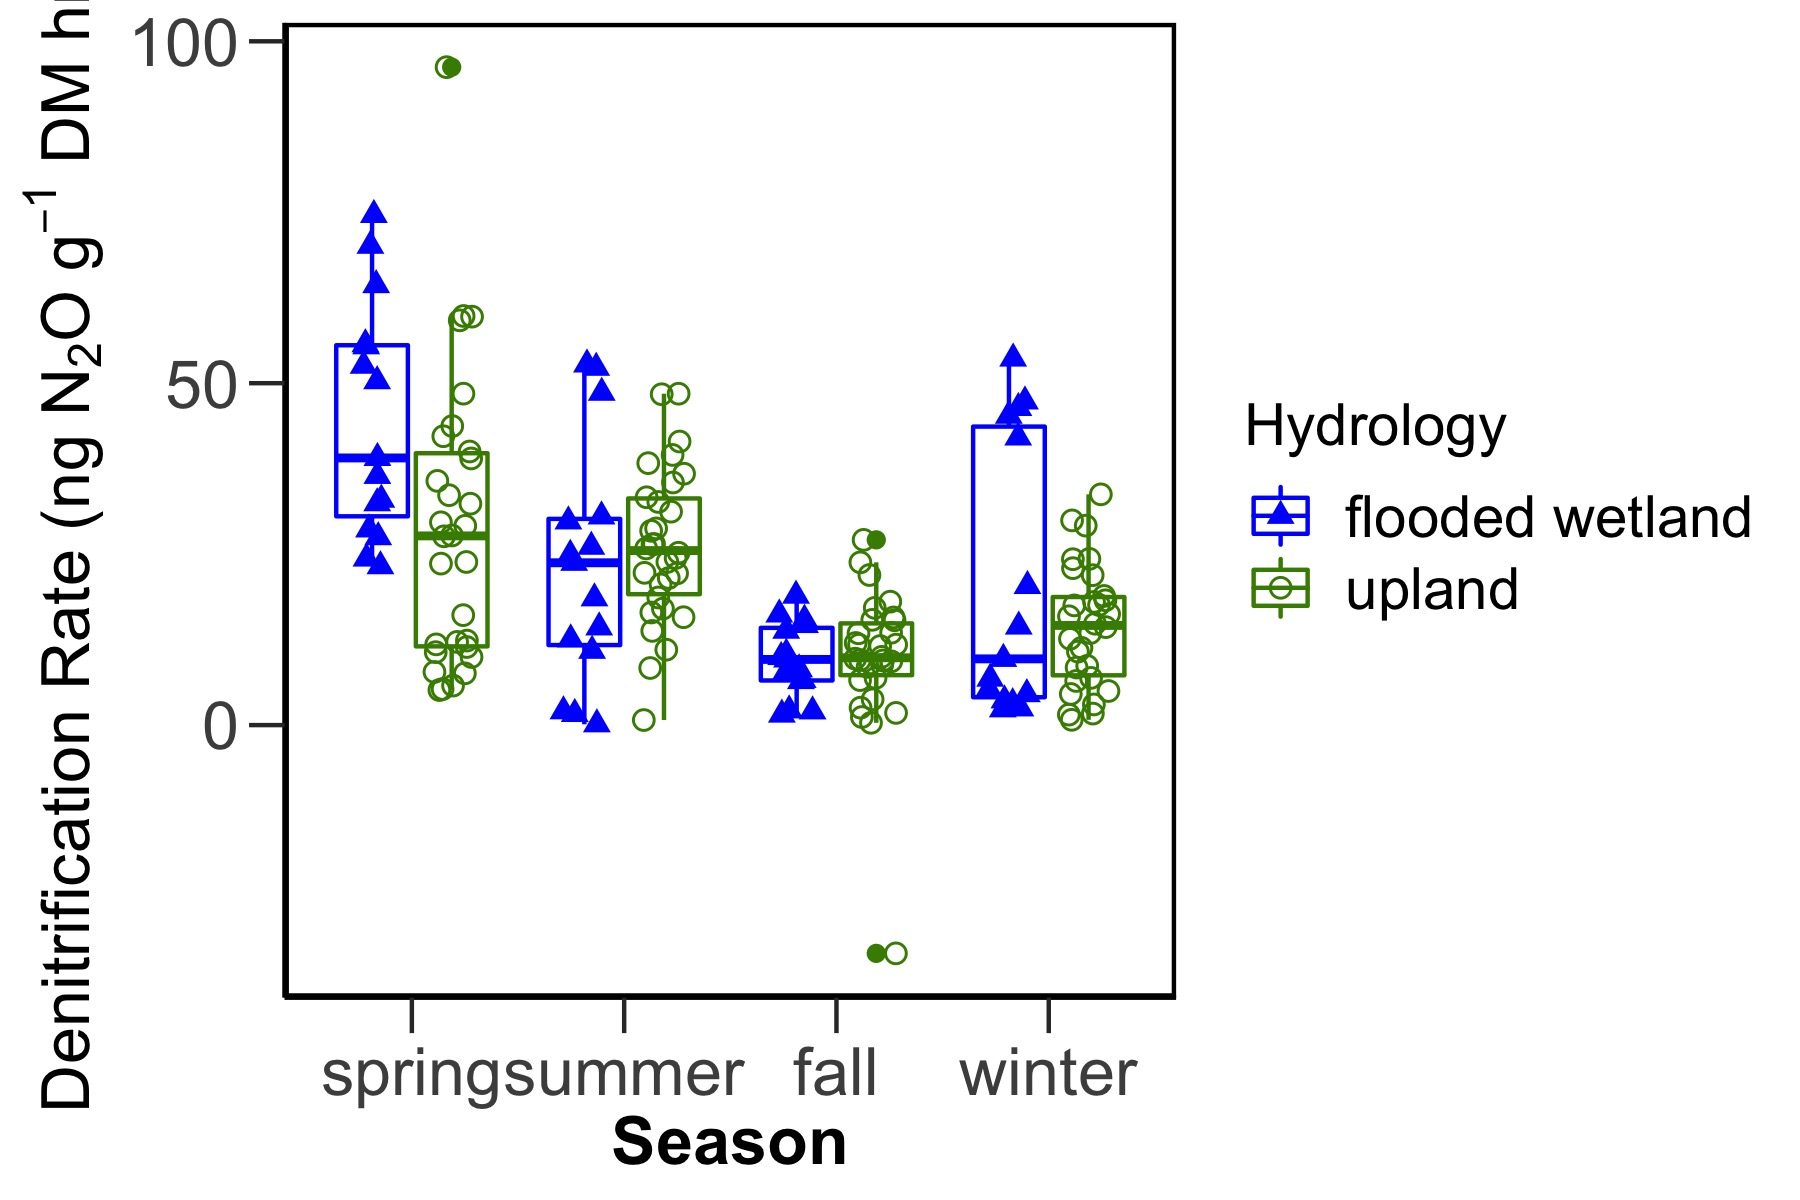 Denitrification Rate (ng N₂O g⁻¹ DM h
100
50
0
spring summer fall winter
Season
Hydrology
flooded wetland
upland